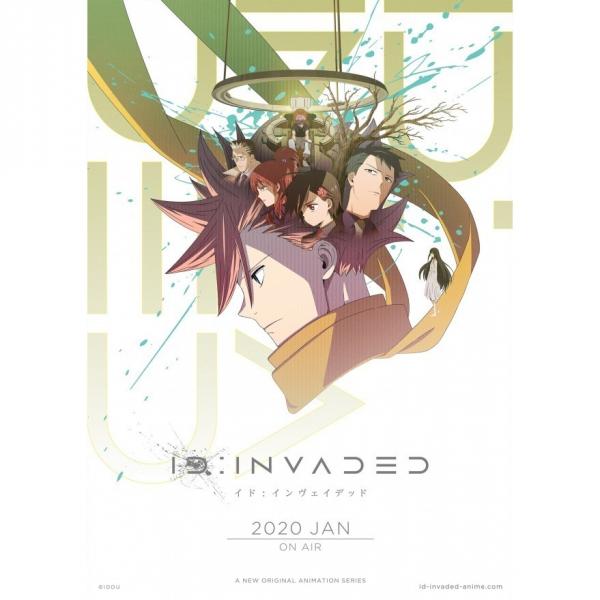 ID:INVADED
イド：インヴェイデッド
2020 JAN
ON AIR
©IDDU
A NEW ORIGINAL ANIMATION SERIES
id-invaded-anime.com